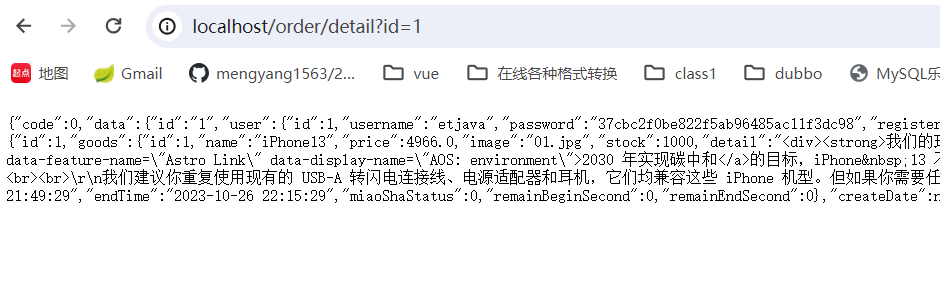 localhost/order/detail?id=1
起点 地图 Gmail mengyang1563/2... vue 在线各种格式转换 class1 dubbo MySQL乐
{"code":0,"data":{"id":"1","user":{"id":1,"username":"etjava","password":"37cbc2f0be822f5ab96485ac11f3dc98","register
{"id":1,"goods":{"id":1,"name":"iPhone13","price":4966.0,"image":"01.jpg","stock":1000,"detail":"<div><strong>我们的环
data-feature-name=\"Astro Link\" data-display-name=\"AOS: environment\">2030 年实现碳中和</a>的目标，iPhone&nbsp;13
<br><br>\r\n我们建议你重复使用现有的 USB-A 转闪电连接线、电源适配器和耳机，它们均兼容这些 iPhone 机型。但如果你需要任
21:49:29","endTime":"2023-10-26 22:15:29","miaoShaStatus":0,"remainBeginSecond":0,"remainEndSecond":0},"createDate":n